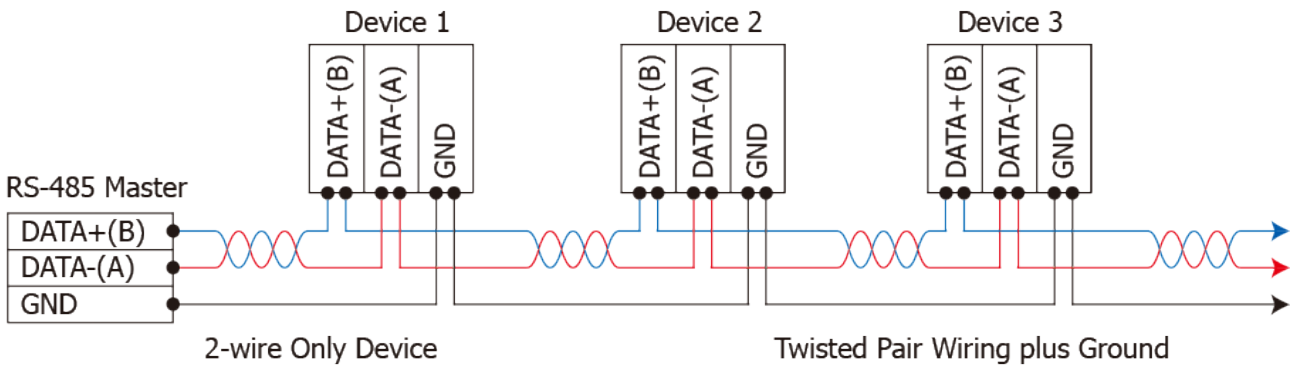 Device 1
Device 2
Device 3
DATA+(B)
DATA-(A)
GND
DATA+(B)
DATA-(A)
GND
DATA+(B)
DATA-(A)
GND
RS-485 Master
DATA+(B)
DATA-(A)
GND
2-wire Only Device
Twisted Pair Wiring plus Ground